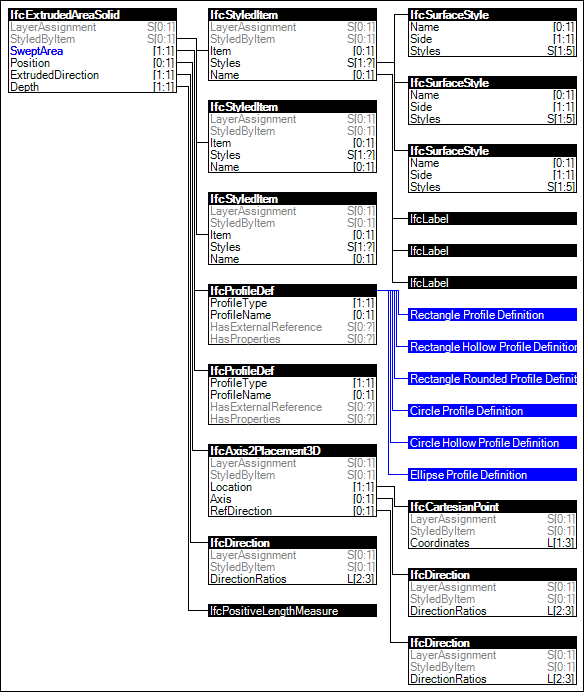 IfcExtrudedAreaSolid
LayerAssignment S[0:1]
StyledByItem S[0:1]
SweptArea [1:1]
Position [0:1]
ExtrudedDirection [1:1]
Depth [1:1]
IfcStyledItem
LayerAssignment S[0:1]
StyledByItem S[0:1]
Item [0:1]
Styles S[1:?]
Name [0:1]
IfcStyledItem
LayerAssignment S[0:1]
StyledByItem S[0:1]
Item [0:1]
Styles S[1:?]
Name [0:1]
IfcStyledItem
LayerAssignment S[0:1]
StyledByItem S[0:1]
Item [0:1]
Styles S[1:?]
Name [0:1]
IfcProfileDef
ProfileType [1:1]
ProfileName [0:1]
HasExternalReference S[0:?]
HasProperties S[0:?]
IfcProfileDef
ProfileType [1:1]
ProfileName [0:1]
HasExternalReference S[0:?]
HasProperties S[0:?]
IfcAxis2Placement3D
LayerAssignment S[0:1]
StyledByItem S[0:1]
Location [1:1]
Axis [0:1]
RefDirection [0:1]
IfcDirection
LayerAssignment S[0:1]
StyledByItem S[0:1]
DirectionRatios L[2:3]
IfcPositiveLengthMeasure
IfcSurfaceStyle
Name [0:1]
Side [1:1]
Styles S[1:5]
IfcSurfaceStyle
Name [0:1]
Side [1:1]
Styles S[1:5]
IfcSurfaceStyle
Name [0:1]
Side [1:1]
Styles S[1:5]
IfcLabel
IfcLabel
IfcLabel
Rectangle Profile Definition
Rectangle Hollow Profile Definition
Rectangle Rounded Profile Definit
Circle Profile Definition
Circle Hollow Profile Definition
Ellipse Profile Definition
IfcCartesianPoint
LayerAssignment S[0:1]
StyledByItem S[0:1]
Coordinates L[1:3]
IfcDirection
LayerAssignment S[0:1]
StyledByItem S[0:1]
DirectionRatios L[2:3]
IfcDirection
LayerAssignment S[0:1]
StyledByItem S[0:1]
DirectionRatios L[2:3]